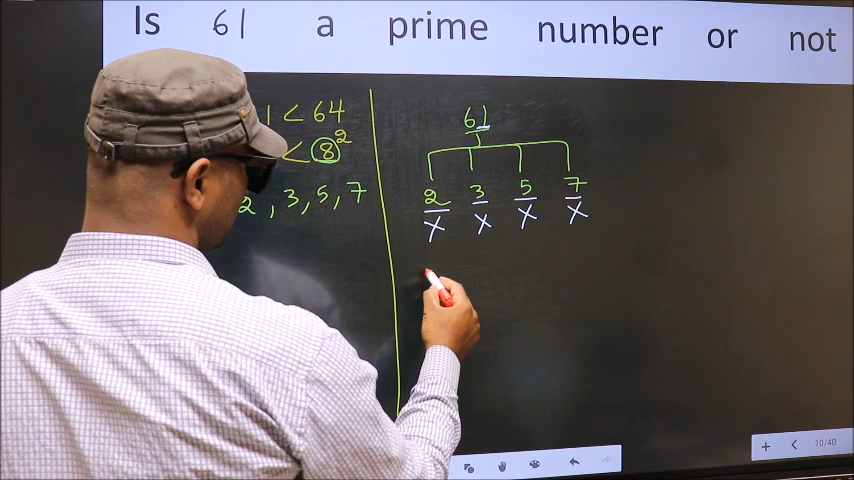 Is 61 a prime number or not
1 < 64
< 8²
2, 3, 5, 7
61
2 3 5 7
X X X X
10/40